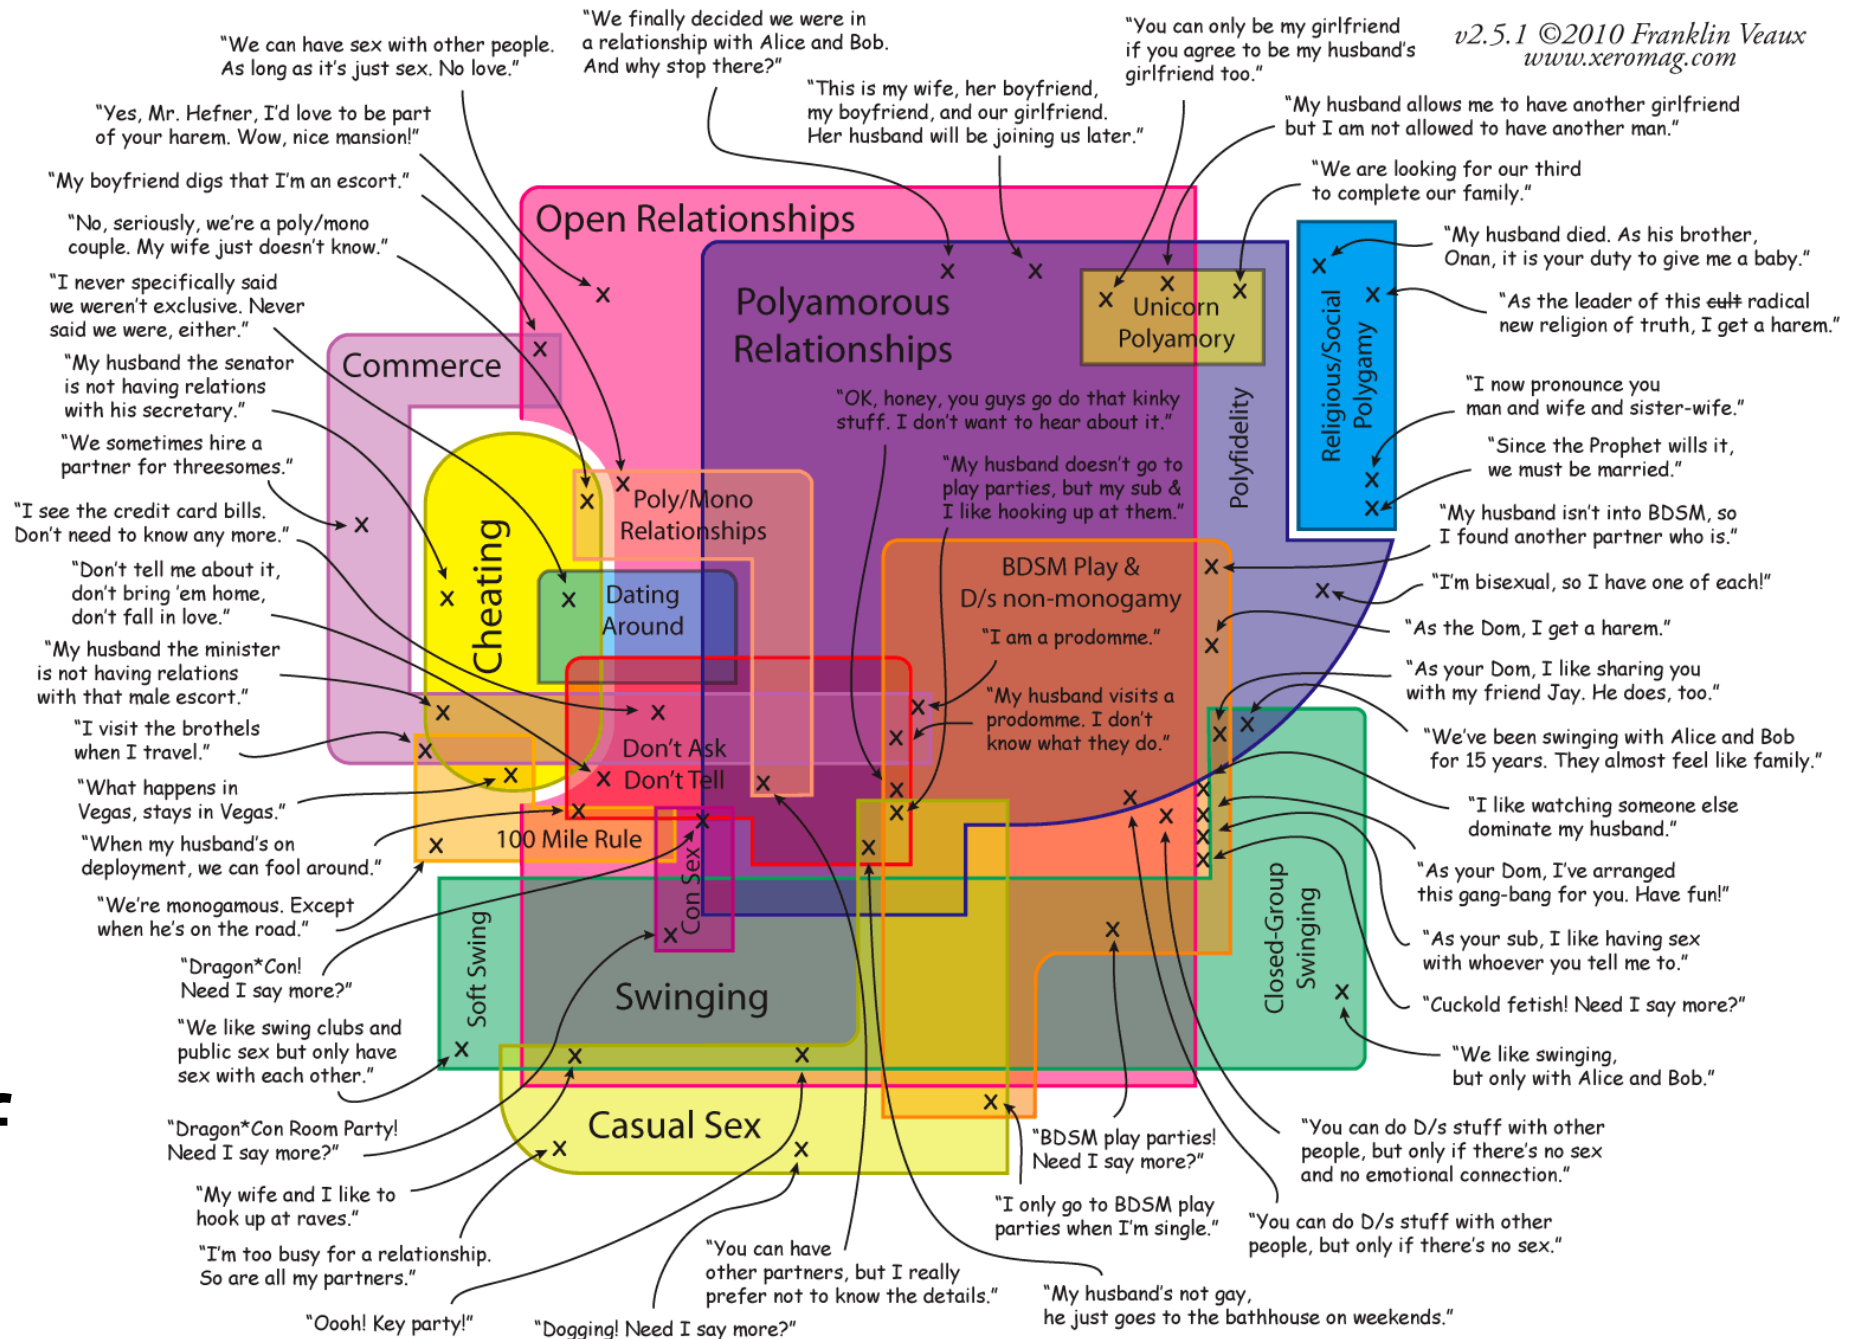 “We finally decided we were in
a relationship with Alice and Bob.
And why stop there?”
“You can only be my girlfriend
if you agree to be my husband's
girlfriend too.”
v2.5.1 ©2010 Franklin Veaux
www.xeromag.com
“We can have sex with other people.
As long as it's just sex. No love.”
“This is my wife, her boyfriend,
my boyfriend, and our girlfriend.
Her husband will be joining us later.”
“My husband allows me to have another girlfriend
but I am not allowed to have another man.”
“Yes, Mr. Hefner, I'd love to be part
of your harem. Wow, nice mansion!”
“We are looking for our third
to complete our family.”
“My boyfriend digs that I'm an escort.”
“No, seriously, we're a poly/mono
couple. My wife just doesn't know.”
“My husband died. As his brother,
Onan, it is your duty to give me a baby.”
“I never specifically said
we weren't exclusive. Never
said we were, either.”
“As the leader of this cult radical
new religion of truth, I get a harem.”
“My husband the senator
is not having relations
with his secretary.”
“I now pronounce you
man and wife and sister-wife.”
“We sometimes hire a
partner for threesomes.”
“Since the Prophet wills it,
we must be married.”
“I see the credit card bills.
Don't need to know any more.”
“My husband isn't into BDSM, so
I found another partner who is.”
“Don't tell me about it,
don't bring 'em home,
don't fall in love.”
“I'm bisexual, so I have one of each!”
“As the Dom, I get a harem.”
“My husband the minister
is not having relations
with that male escort.”
“As your Dom, I like sharing you
with my friend Jay. He does, too.”
“I visit the brothels
when I travel.”
“We've been swinging with Alice and Bob
for 15 years. They almost feel like family.”
“What happens in
Vegas, stays in Vegas.”
“I like watching someone else
dominate my husband.”
“When my husband's on
deployment, we can fool around.”
“As your Dom, I've arranged
this gang-bang for you. Have fun!”
“We're monogamous. Except
when he's on the road.”
“As your sub, I like having sex
with whoever you tell me to.”
“Dragon*Con!
Need I say more?”
“Cuckold fetish! Need I say more?”
“We like swing clubs and
public sex but only have
sex with each other.”
“We like swinging,
but only with Alice and Bob.”
“Dragon*Con Room Party!
Need I say more?”
“BDSM play parties!
Need I say more?”
“You can do D/s stuff with other
people, but only if there's no sex
and no emotional connection.”
“My wife and I like to
hook up at raves.”
“I only go to BDSM play
parties when I'm single.”
“You can do D/s stuff with other
people, but only if there's no sex.”
“I'm too busy for a relationship.
So are all my partners.”
“You can have
other partners, but I really
prefer not to know the details.”
“My husband's not gay,
he just goes to the bathhouse on weekends.”
“Oooh! Key party!”
“Dogging! Need I say more?”
Open Relationships
Polyamorous
Relationships
Unicorn
Polyamory
Religious/Social
Polygamy
Polyfidelity
Commerce
“OK, honey, you guys go do that kinky
stuff. I don't want to hear about it.”
“My husband doesn't go to
play parties, but my sub &
I like hooking up at them.”
Cheating
Poly/Mono
Relationships
Dating
Around
BDSM Play &
D/s non-monogamy
“I am a prodomme.”
“My husband visits a
prodomme. I don't
know what they do.”
Don't Ask
Don't Tell
100 Mile Rule
Con Sex
Soft Swing
Swinging
Closed-Group
Swinging
Casual Sex